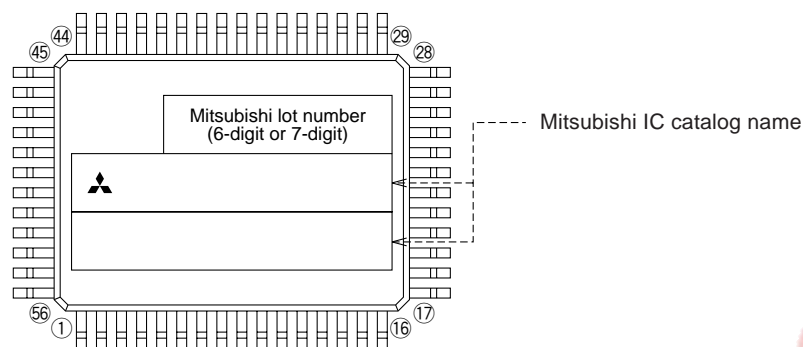 ㊹ ㉙
㊺ ㉘
Mitsubishi lot number
(6-digit or 7-digit)
Mitsubishi IC catalog name
56 ⑰
① ⑯